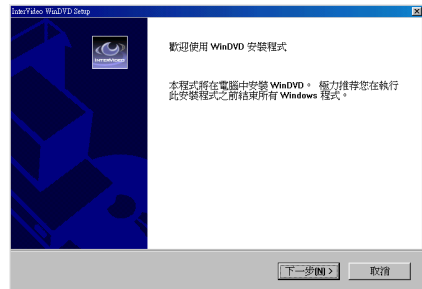 InterVideo WinDVD Setup
INTERVIDEO
歡迎使用 WinDVD 安裝程式
本程式將在電腦中安裝 WinDVD。 極力推荐您在執行
此安裝程式之前結束所有 Windows 程式。
下一步(N) >
取消